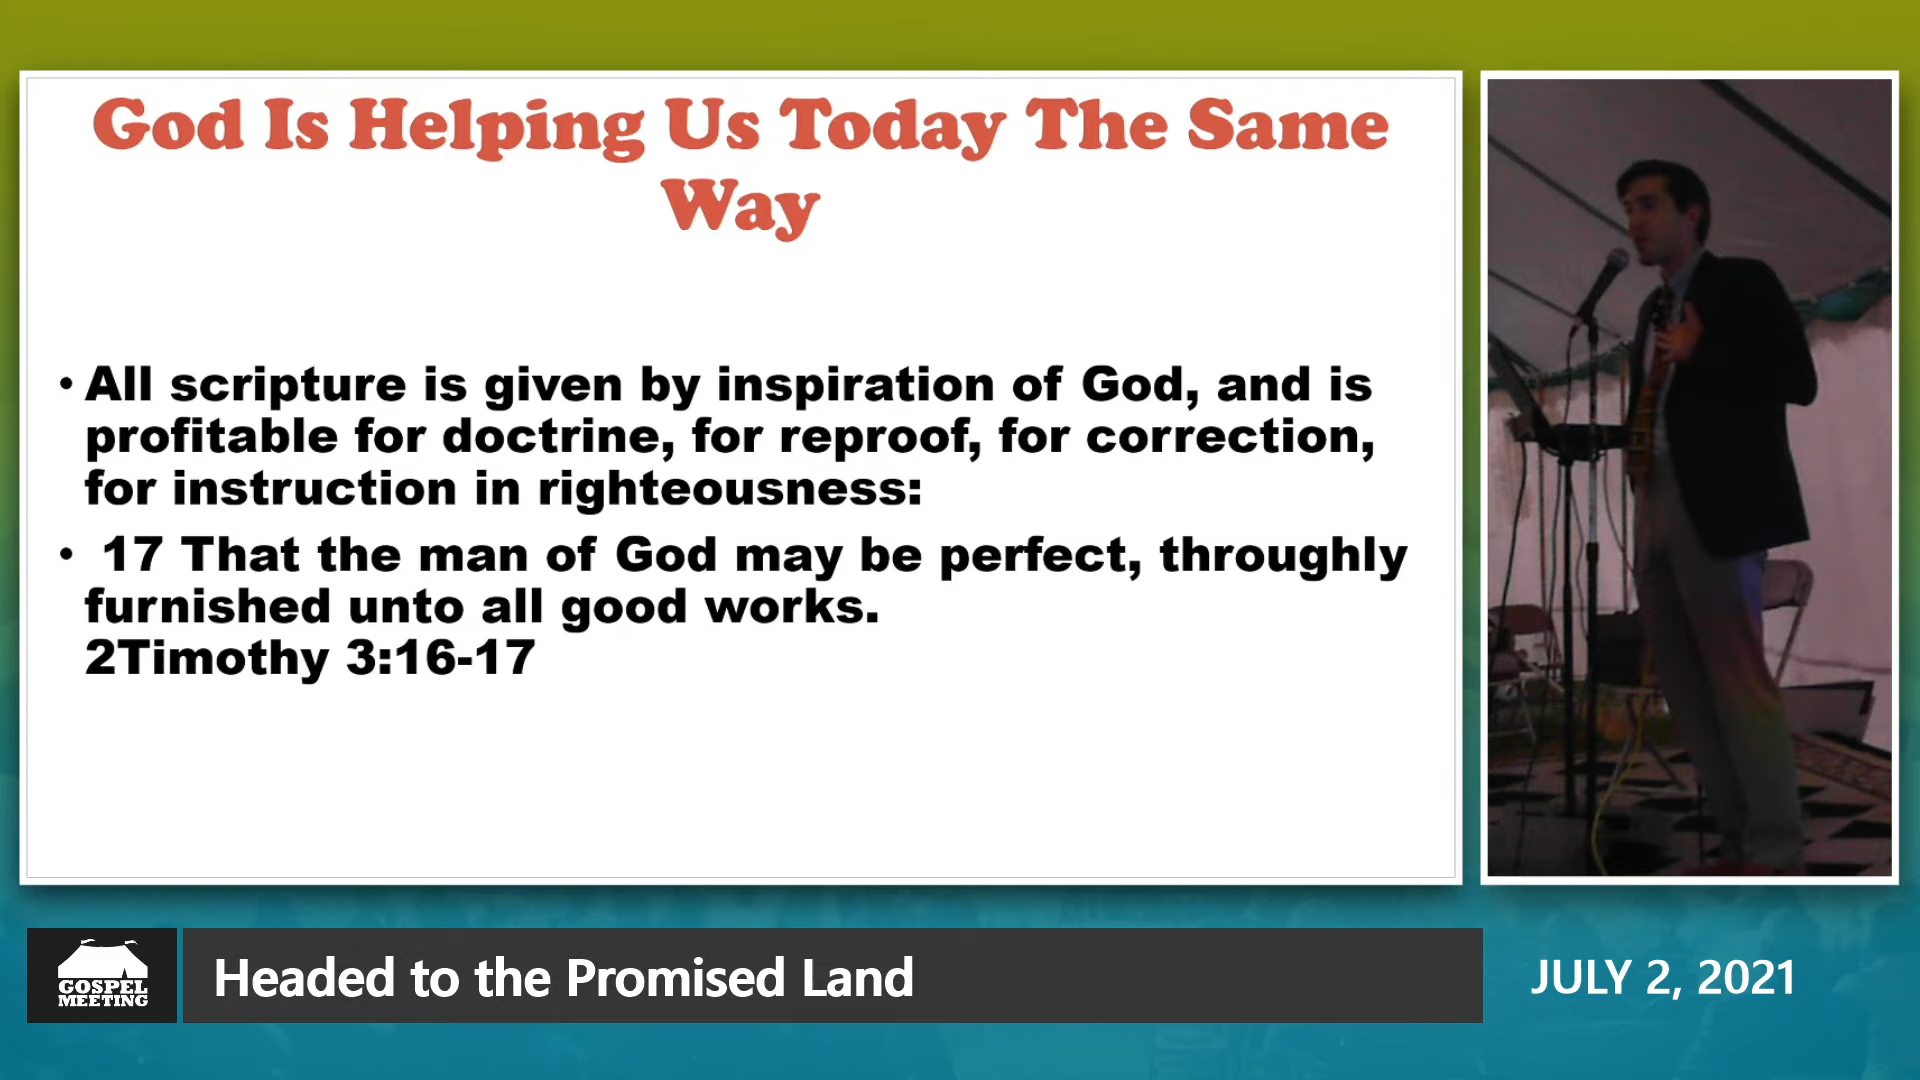 God Is Helping Us Today The Same
Way
• All scripture is given by inspiration of God, and is
profitable for doctrine, for reproof, for correction,
for instruction in righteousness:
• 17 That the man of God may be perfect, throughly
furnished unto all good works.
2Timothy 3:16-17
GOSPEL
MEETING
Headed to the Promised Land
JULY 2, 2021